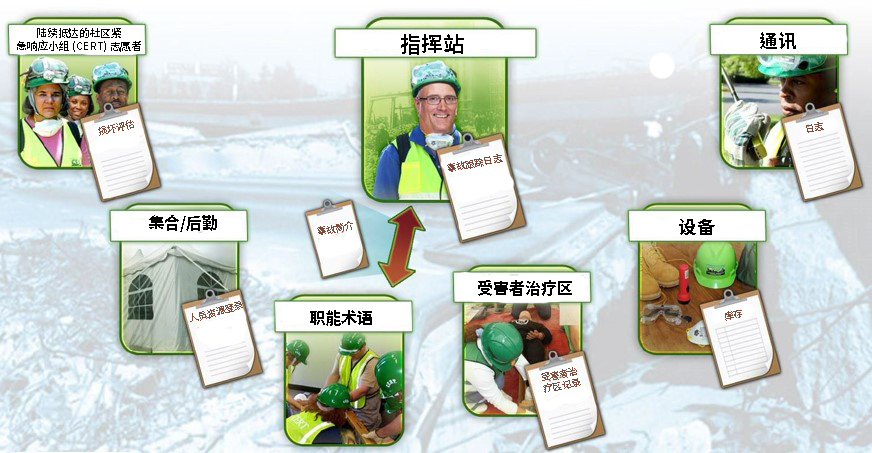 陆续抵达的社区紧
急响应小组 (CERT) 志愿者
损坏评估
指挥站
事故跟踪日志
通讯
日志
集合/后勤
人员资源登录
事故简介
职能术语
受害者治疗区
受害者治
疗区记录
设备
库存